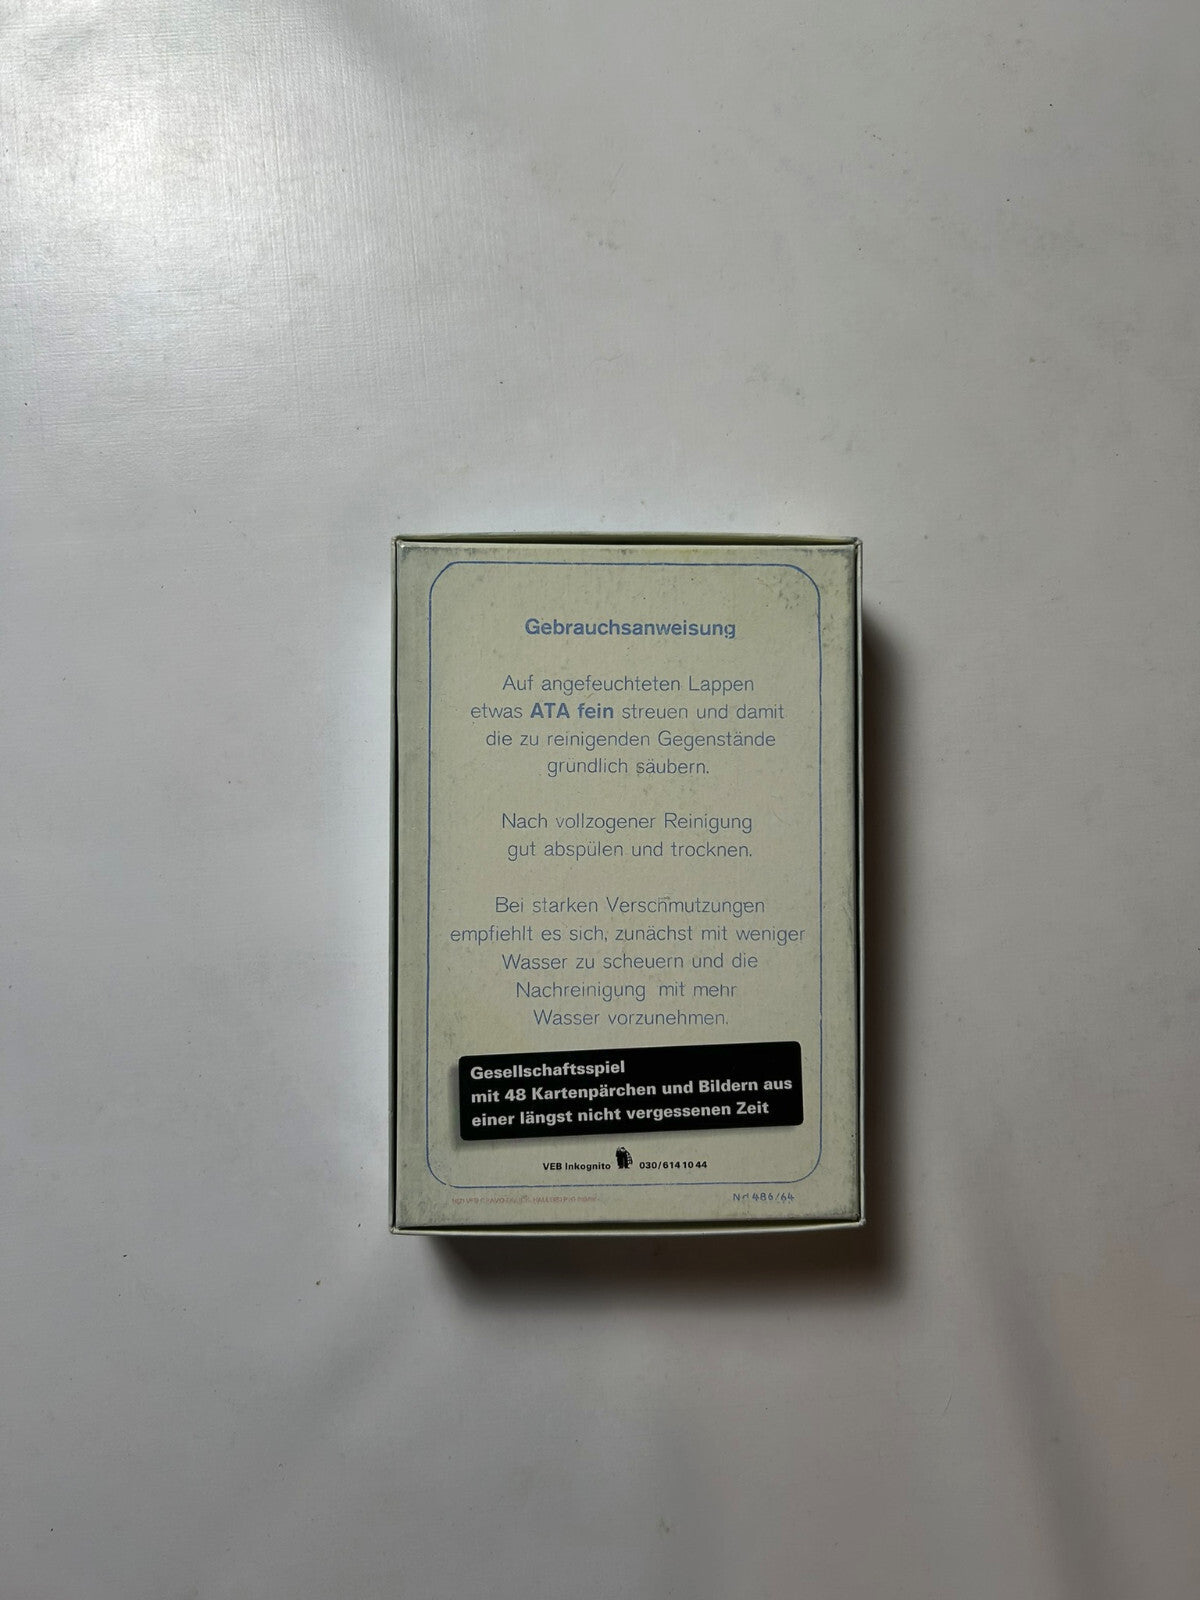 Gebrauchsanweisung
Auf angefeuchteten Lappen
etwas ATA fein streuen und damit
die zu reinigenden Gegenstände
gründlich säubern.
Nach vollzogener Reinigung
gut abspülen und trocknen.
Bei starken Verschmutzungen
empfiehlt es sich, zunächst mit weniger
Wasser zu scheuern und die
Nachreinigung mit mehr
Wasser vorzunehmen.
Gesellschaftsspiel
mit 48 Kartenpärchen und Bildern aus
einer längst nicht vergessenen Zeit
VEB Inkognito 030/614 10 44
486/64